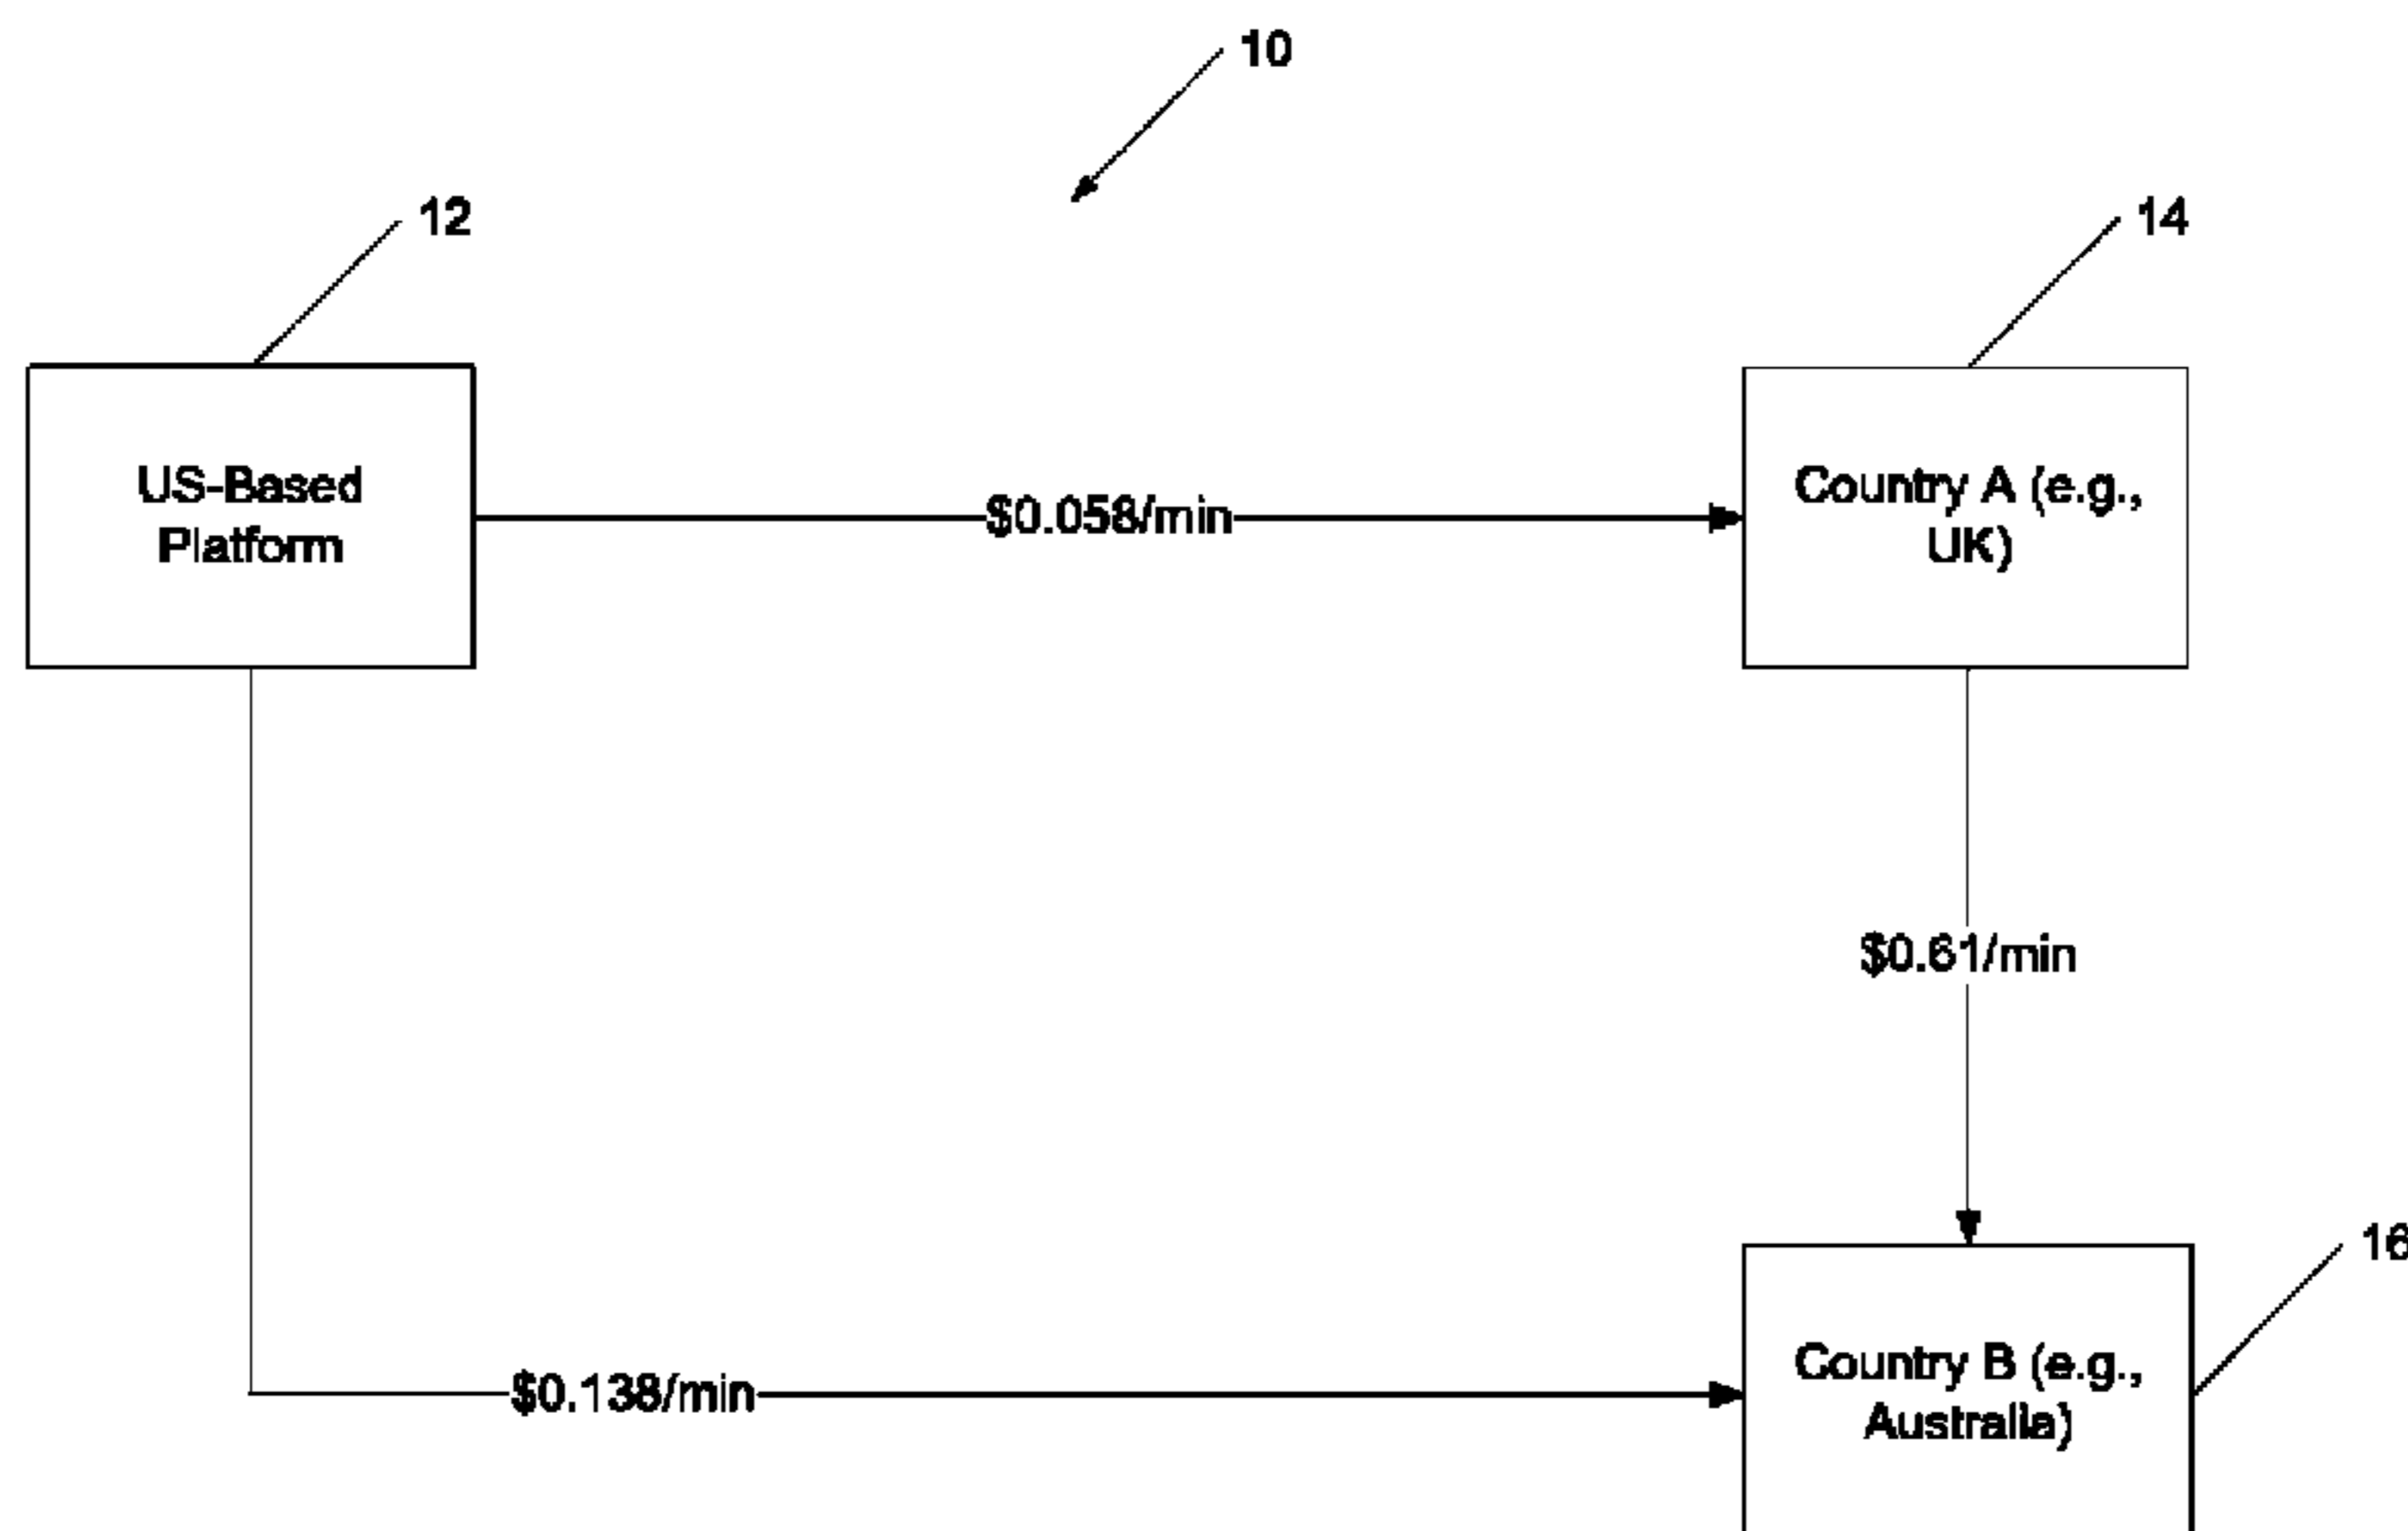 10
12
14
US-Based
Platform
$0.058/min
Country A (e.g.,
UK)
$0.61/min
16
$0.138/min
Country B (e.g.,
Australia)